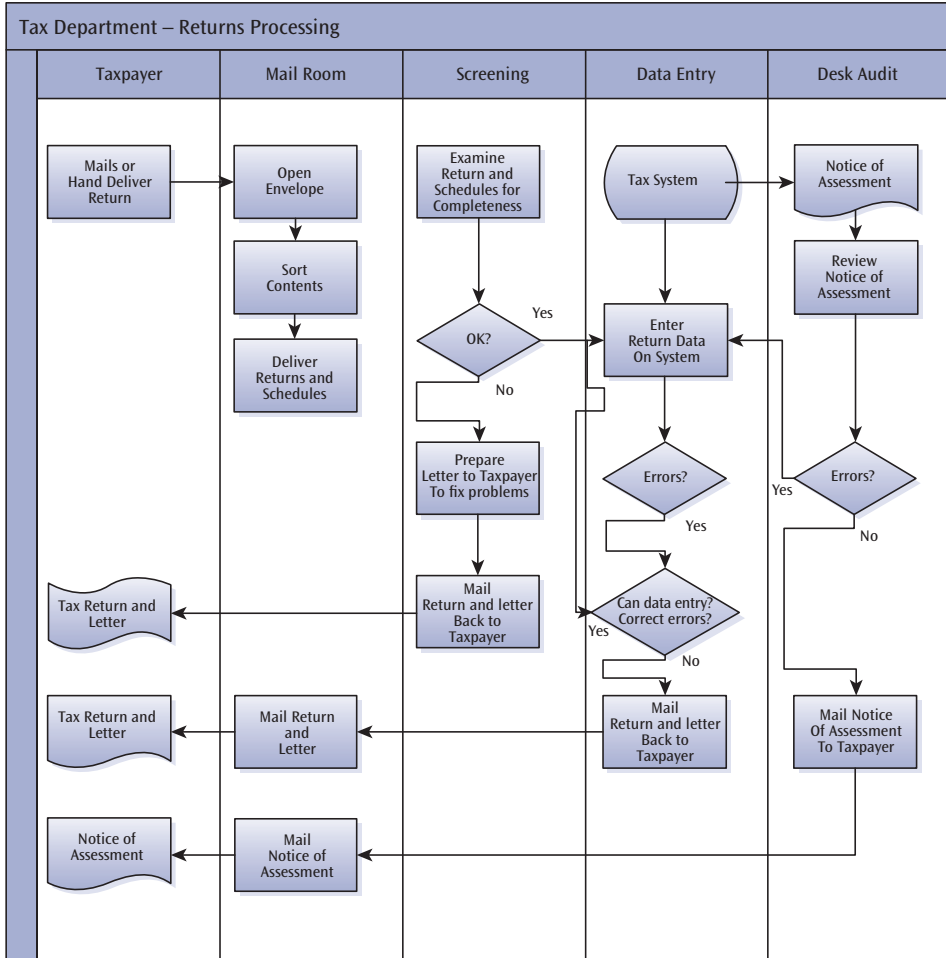 Tax Department – Returns Processing
Taxpayer
Mail Room
Screening
Data Entry
Desk Audit
Mails or
Hand Deliver
Return
Open
Envelope
Sort
Contents
Deliver
Returns and
Schedules
Examine
Return and
Schedules for
Completeness
OK?
Yes
No
Prepare
Letter to Taxpayer
To fix problems
Mail
Return and letter
Back to
Taxpayer
Tax Return and
Letter
Tax System
Enter
Return Data
On System
Errors?
Yes
Can data entry?
Correct errors?
Yes
No
Mail
Return and letter
Back to
Taxpayer
Mail Return
and
Letter
Tax Return and
Letter
Notice of
Assessment
Review
Notice of
Assessment
Errors?
Yes
No
Mail Notice
Of Assessment
To Taxpayer
Mail
Notice of
Assessment
Notice of
Assessment